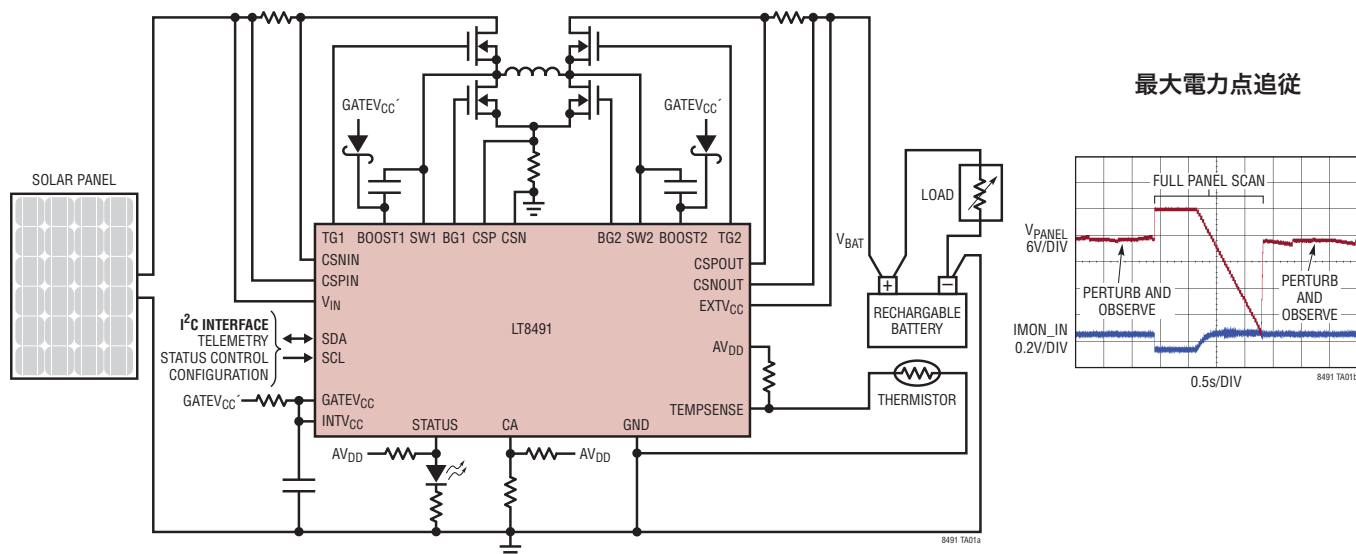 SOLAR PANEL
GATEVCC´
GATEVCC´
LOAD
VBAT
TG1 BOOST1 SW1 BG1 CSP CSN BG2 SW2 BOOST2 TG2
CSNIN
CSPIN
VIN
SDA
SCL
GATEVCC
INTVCC
LT8491
CSPOUT
CSNOUT
EXTVCC
AVDD
TEMPSENSE
STATUS CA GND
I2C INTERFACE
TELEMETRY
STATUS CONTROL
CONFIGURATION
GATEVCC´
AVDD
AVDD
+ −
RECHARGABLE
BATTERY
THERMISTOR
8491 TA01a
最大電力点追従
FULL PANEL SCAN
VPANEL
6V/DIV
PERTURB AND
OBSERVE
PERTURB
AND
OBSERVE
IMON_IN
0.2V/DIV
0.5s/DIV
8491 TA01b